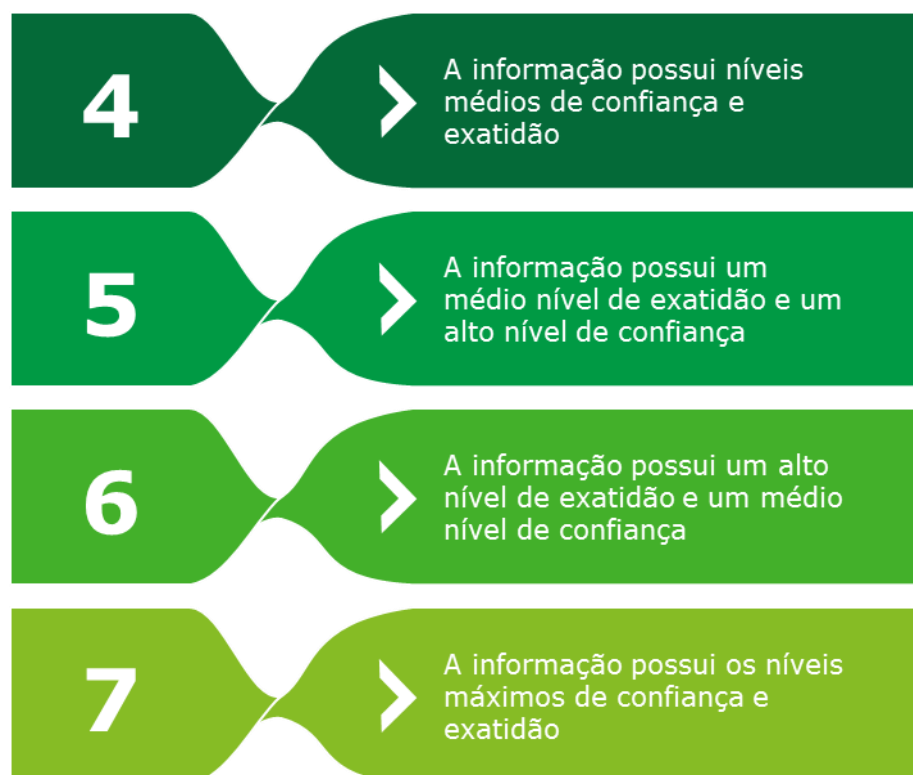 4
A informação possui níveis
médios de confiança e
exatidão
5
A informação possui um
médio nível de exatidão e um
alto nível de confiança
6
A informação possui um alto
nível de exatidão e um médio
nível de confiança
7
A informação possui os níveis
máximos de confiança e
exatidão